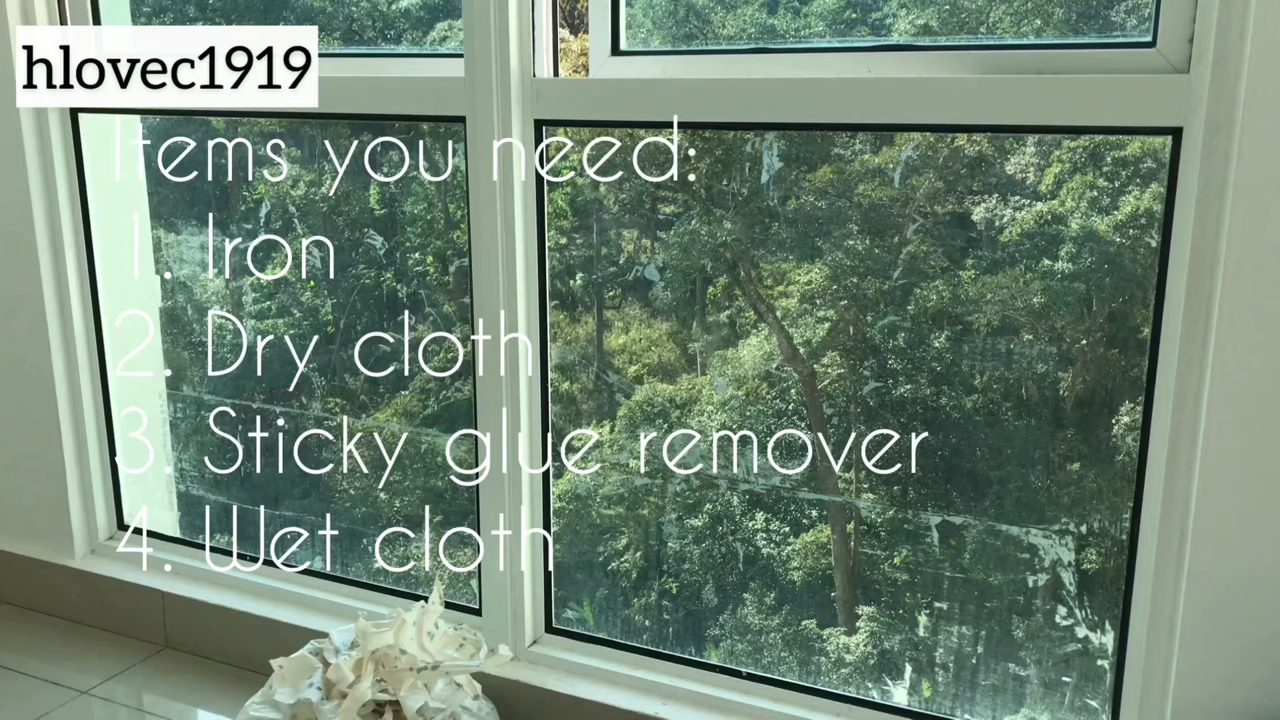 hlovec1919
Items you need:
1. Iron
2. Dry cloth
3. Sticky glue remover
4. Wet cloth